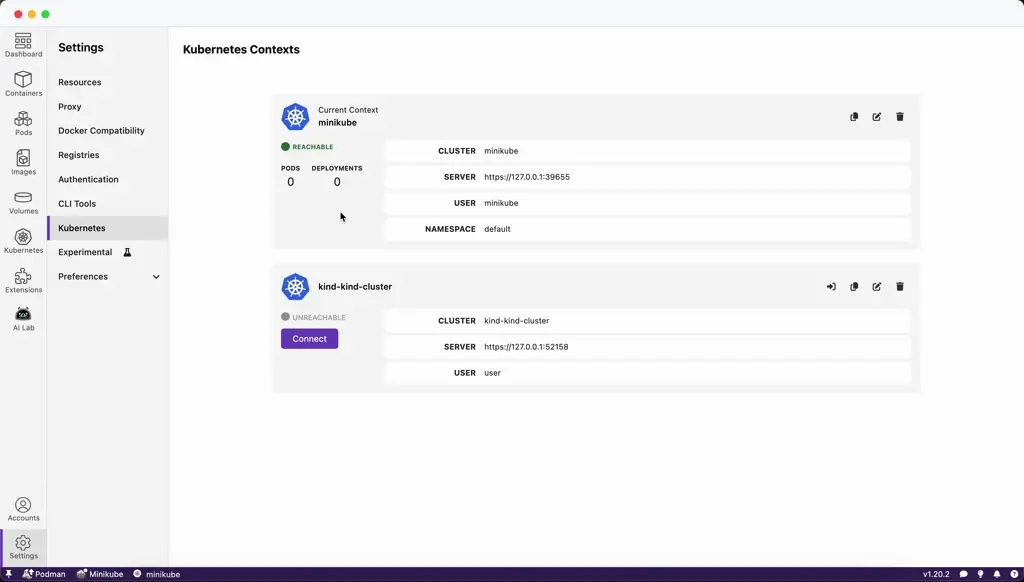 Settings
Kubernetes Contexts
Dashboard
Containers
Pods
Images
Volumes
Kubernetes
Extensions
AI Lab
Accounts
Settings
Resources
Proxy
Docker Compatibility
Registries
Authentication
CLI Tools
Kubernetes
Experimental
Preferences
Current Context
minikube
REACHABLE
PODS DEPLOYMENTS
0 0
CLUSTER minikube
SERVER https://127.0.0.1:39655
USER minikube
NAMESPACE default
kind-kind-cluster
UNREACHABLE
Connect
CLUSTER kind-kind-cluster
SERVER https://127.0.0.1:52158
USER user
Podman Minikube minikube v1.20.2